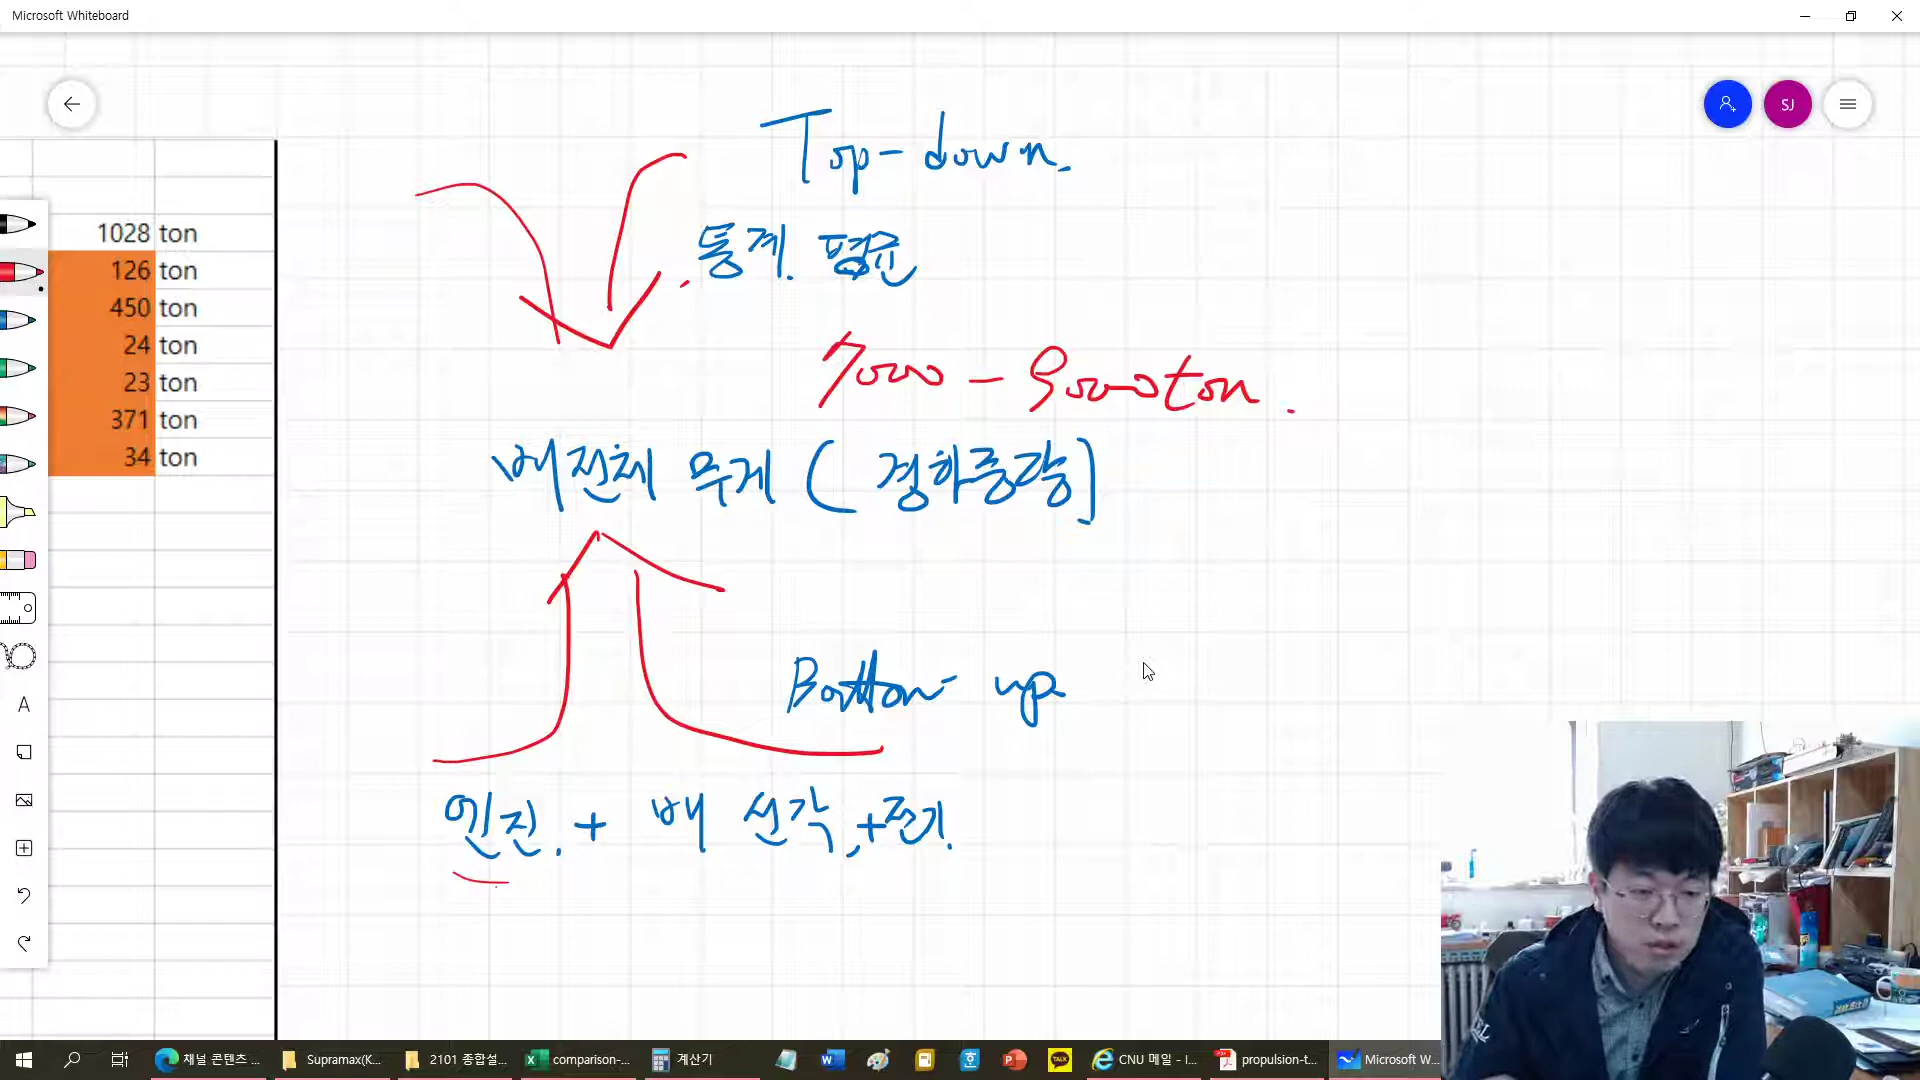 Microsoft Whiteboard
SJ
1028 ton
126 ton
450 ton
24 ton
23 ton
371 ton
34 ton
Top-down.
통계. 평균
7000 - 9000 ton.
배전체 무게 (경하중량)
Bottom-up
엔진. + 배 선각, +전기.
A
채널 콘텐츠 ...
Supramax(K...
2101 종합설...
comparison-...
계산기
CNU 메일 - I...
propulsion-t...
Microsoft W...